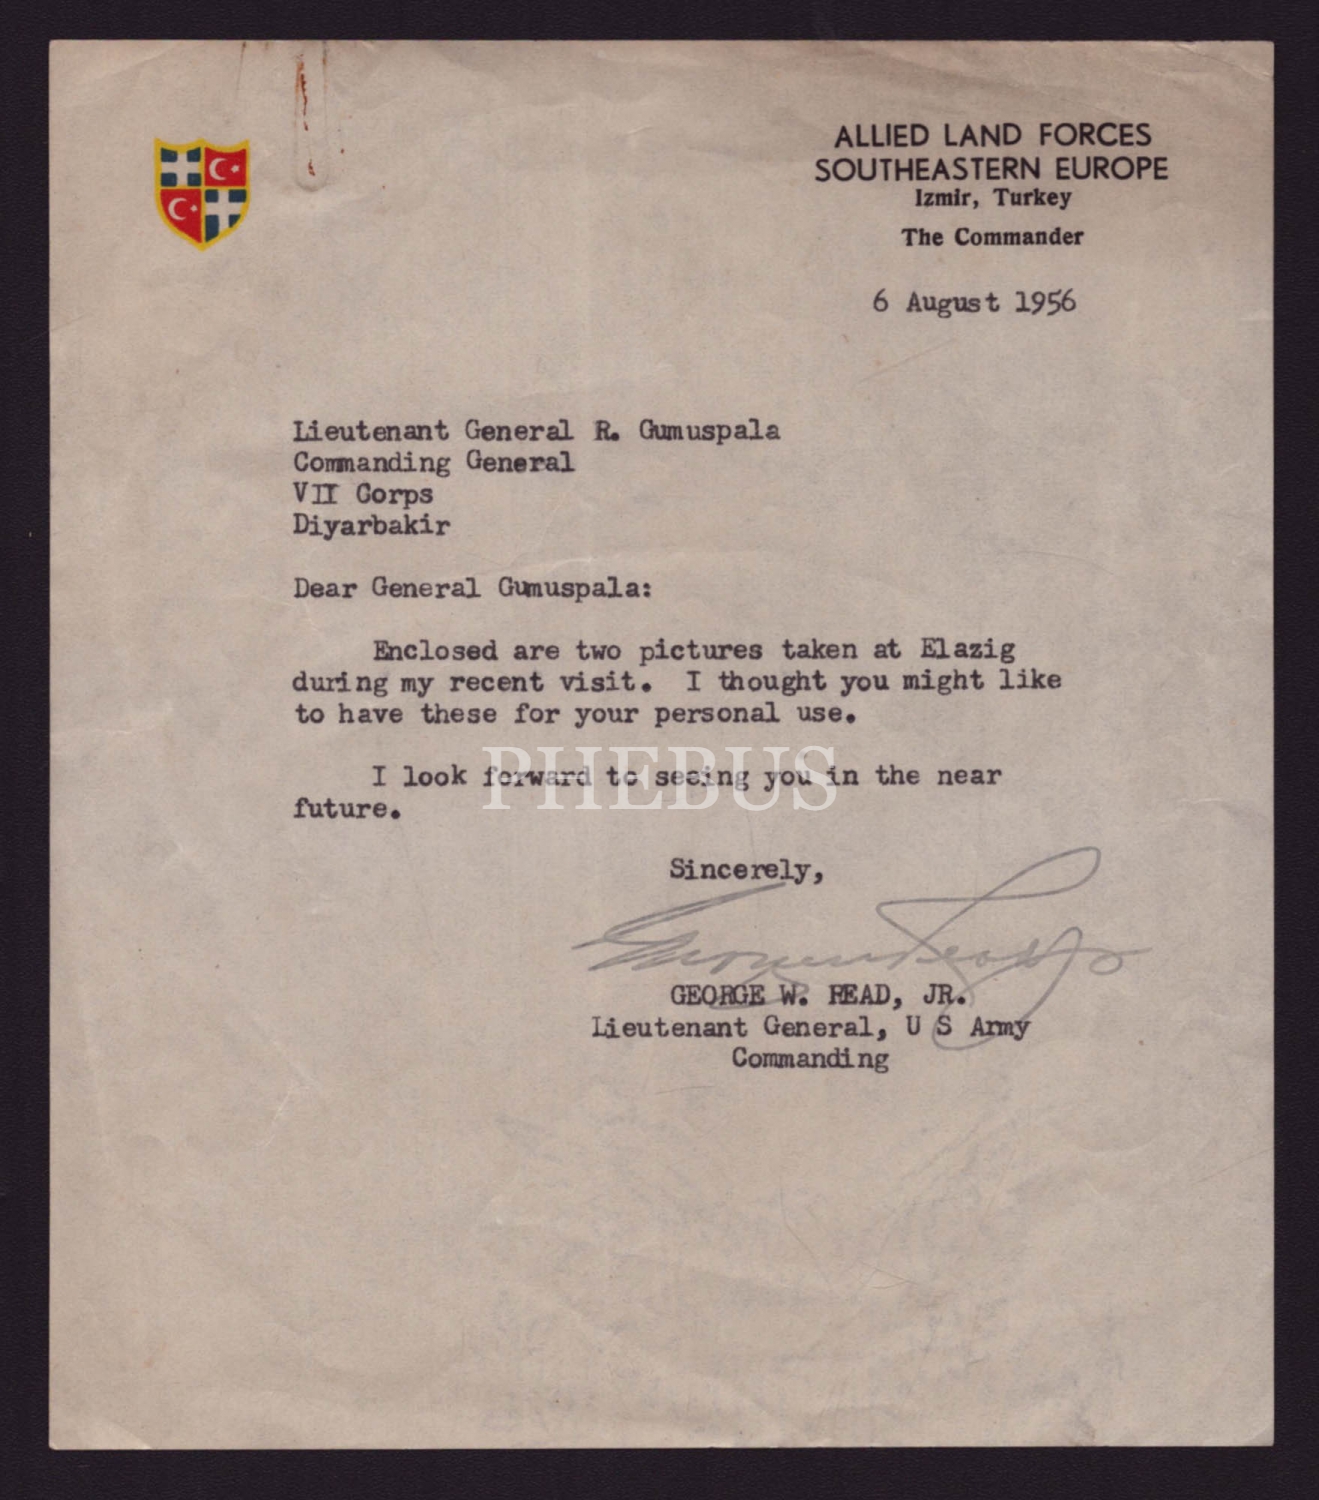 ALLIED LAND FORCES
SOUTHEASTERN EUROPE
Izmir, Turkey
The Commander
6 August 1956
Lieutenant General R. Gumuspala
Commanding General
VII Corps
Diyarbakir
Dear General Gumuspala:
Enclosed are two pictures taken at Elazig
during my recent visit. I thought you might like
to have these for your personal use.
I look forward to seeing you in the near
future.
PHEBUS
Sincerely,
GEORGE W. READ, JR.
Lieutenant General, U S Army
Commanding